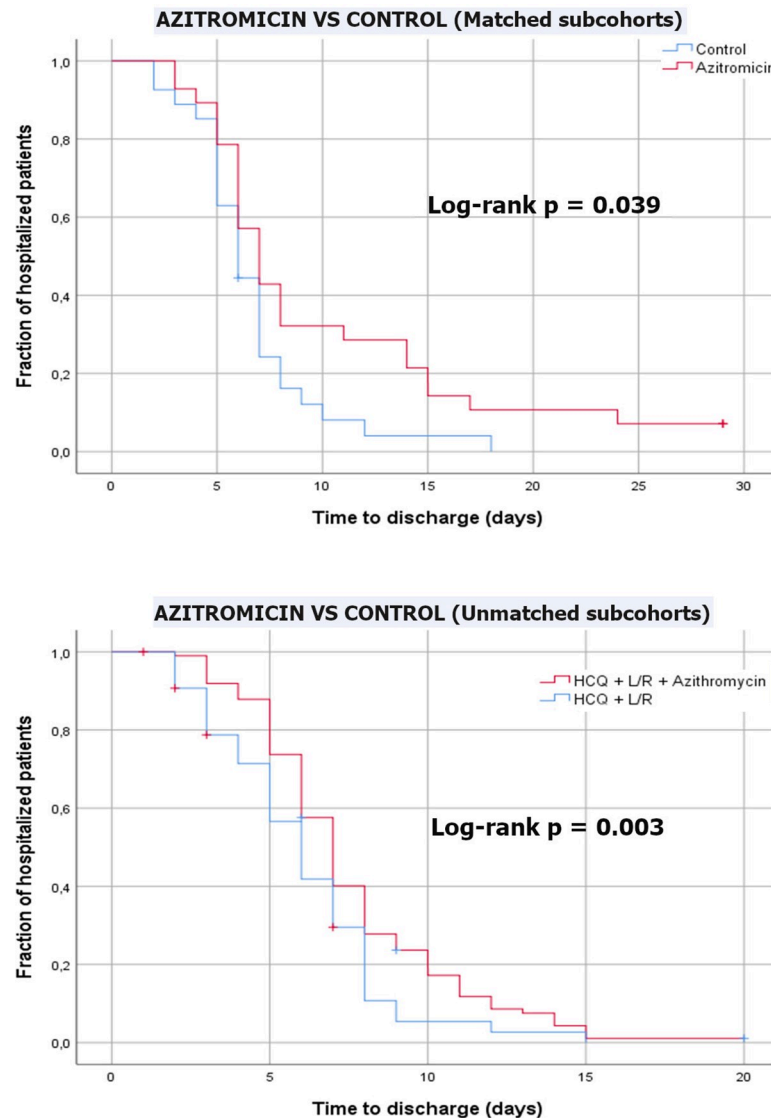 AZITROMICIN VS CONTROL (Matched subcohorts)
Control
Azitromicin
1,0
0,8
0,6
0,4
0,2
0,0
Fraction of hospitalized patients
Log-rank p = 0.039
0 5 10 15 20 25 30
Time to discharge (days)
AZITROMICIN VS CONTROL (Unmatched subcohorts)
HCQ + L/R + Azithromycin
HCQ + L/R
1,0
0,8
0,6
0,4
0,2
0,0
Fraction of hospitalized patients
Log-rank p = 0.003
0 5 10 15 20
Time to discharge (days)